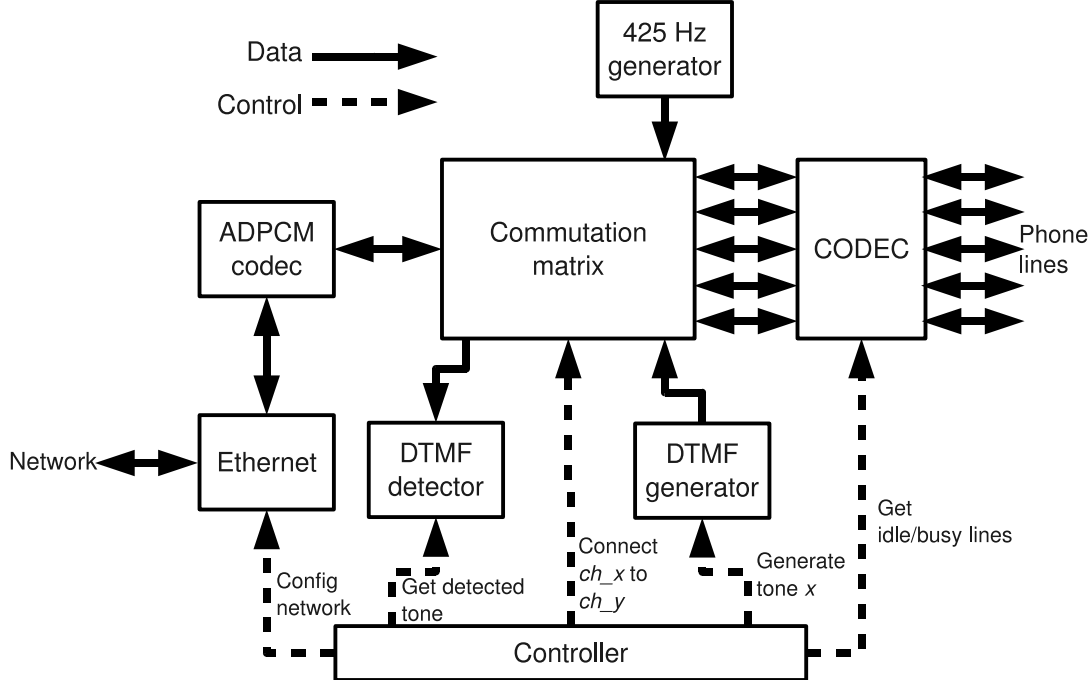 Data
Control
425 Hz
generator
ADPCM
codec
Commutation
matrix
CODEC
Phone
lines
Network
Ethernet
DTMF
detector
DTMF
generator
Get
idle/busy lines
Config
network
Get detected
tone
Connect
ch_x to
ch_y
Generate
tone x
Controller